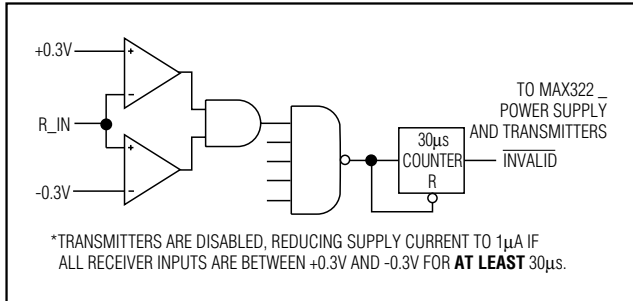 +0.3V
R_IN
-0.3V
30µs
COUNTER
R
TO MAX322 _
POWER SUPPLY
AND TRANSMITTERS
INVALID
*TRANSMITTERS ARE DISABLED, REDUCING SUPPLY CURRENT TO 1µA IF
ALL RECEIVER INPUTS ARE BETWEEN +0.3V AND -0.3V FOR AT LEAST 30µs.